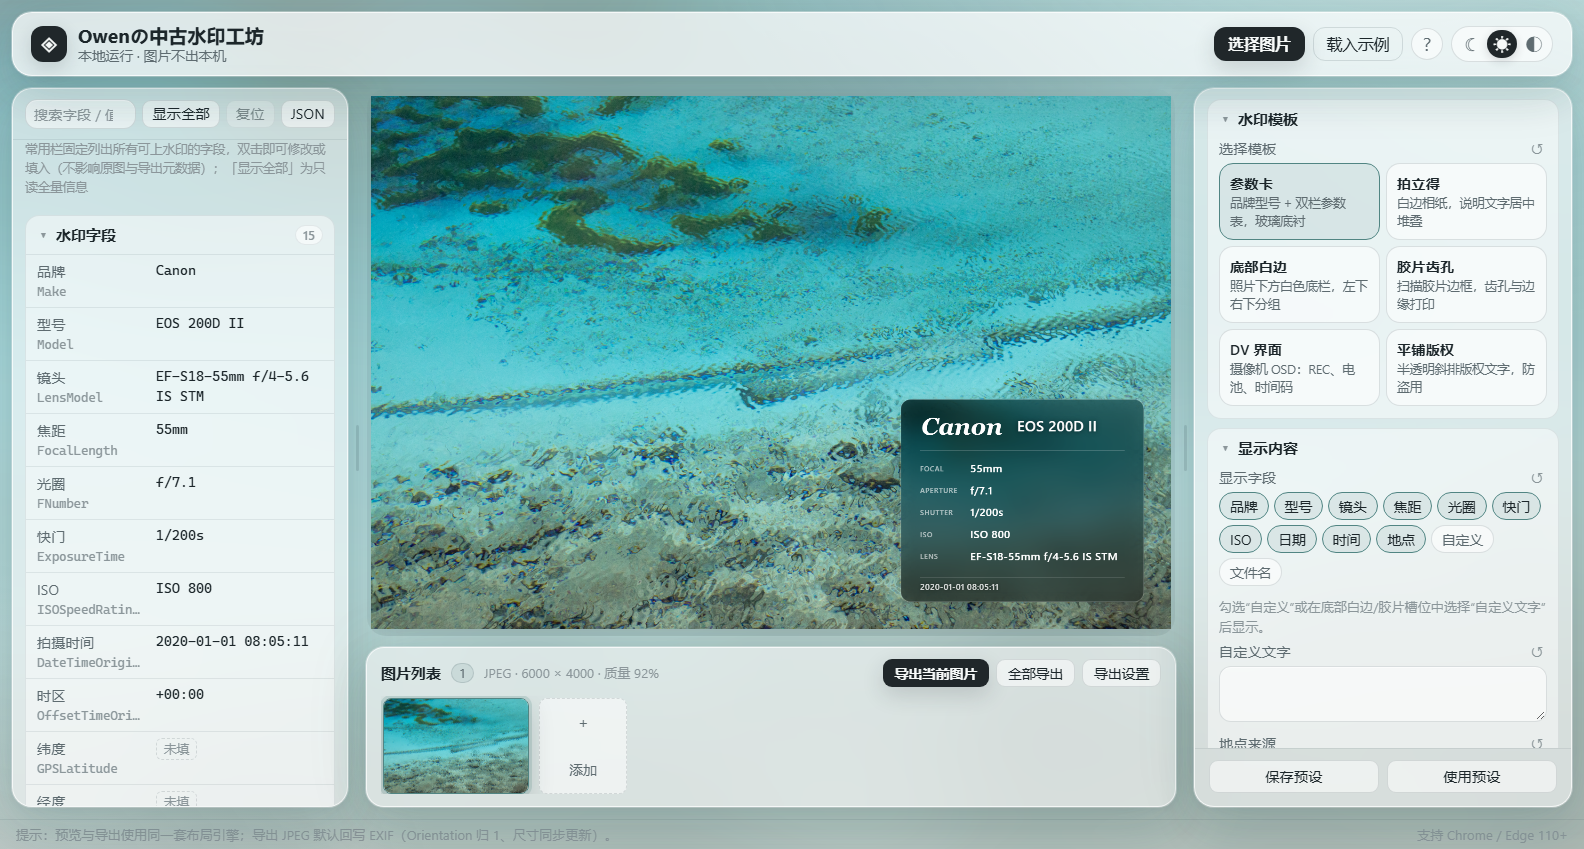 Owenの中古水印工坊
本地运行 · 图片不出本机
选择图片
载入示例
?
搜索字段 / 值
显示全部
复位
JSON
常用栏固定列出所有可上水印的字段，双击即可修改或
填入（不影响原图与导出元数据）；「显示全部」为只
读全量信息
水印字段
15
品牌
Make
Canon
型号
Model
EOS 200D II
镜头
LensModel
EF-S18-55mm f/4-5.6
IS STM
焦距
FocalLength
55mm
光圈
FNumber
f/7.1
快门
ExposureTime
1/200s
ISO
ISOSpeedRatin…
ISO 800
拍摄时间
DateTimeOrigi…
2020-01-01 08:05:11
时区
OffsetTimeOri…
+00:00
纬度
GPSLatitude
未填
经度
未填
Canon EOS 200D II
FOCAL 55mm
APERTURE f/7.1
SHUTTER 1/200s
ISO ISO 800
LENS EF-S18-55mm f/4-5.6 IS STM
2020-01-01 08:05:11
图片列表
1
JPEG · 6000 × 4000 · 质量 92%
导出当前图片
全部导出
导出设置
+
添加
水印模板
选择模板
参数卡
品牌型号 + 双栏参数
表，玻璃底衬
拍立得
白边相纸，说明文字居中
堆叠
底部白边
照片下方白色底栏，左下
右下分组
胶片齿孔
扫描胶片边框，齿孔与边
缘打印
DV 界面
摄像机 OSD：REC、电
池、时间码
平铺版权
半透明斜排版权文字，防
盗用
显示内容
显示字段
品牌
型号
镜头
焦距
光圈
快门
ISO
日期
时间
地点
自定义
文件名
勾选“自定义”或在底部白边/胶片槽位中选择“自定义文字”
后显示。
自定义文字
地点来源
保存预设
使用预设
提示：预览与导出使用同一套布局引擎；导出 JPEG 默认回写 EXIF（Orientation 归 1、尺寸同步更新）。
支持 Chrome / Edge 110+